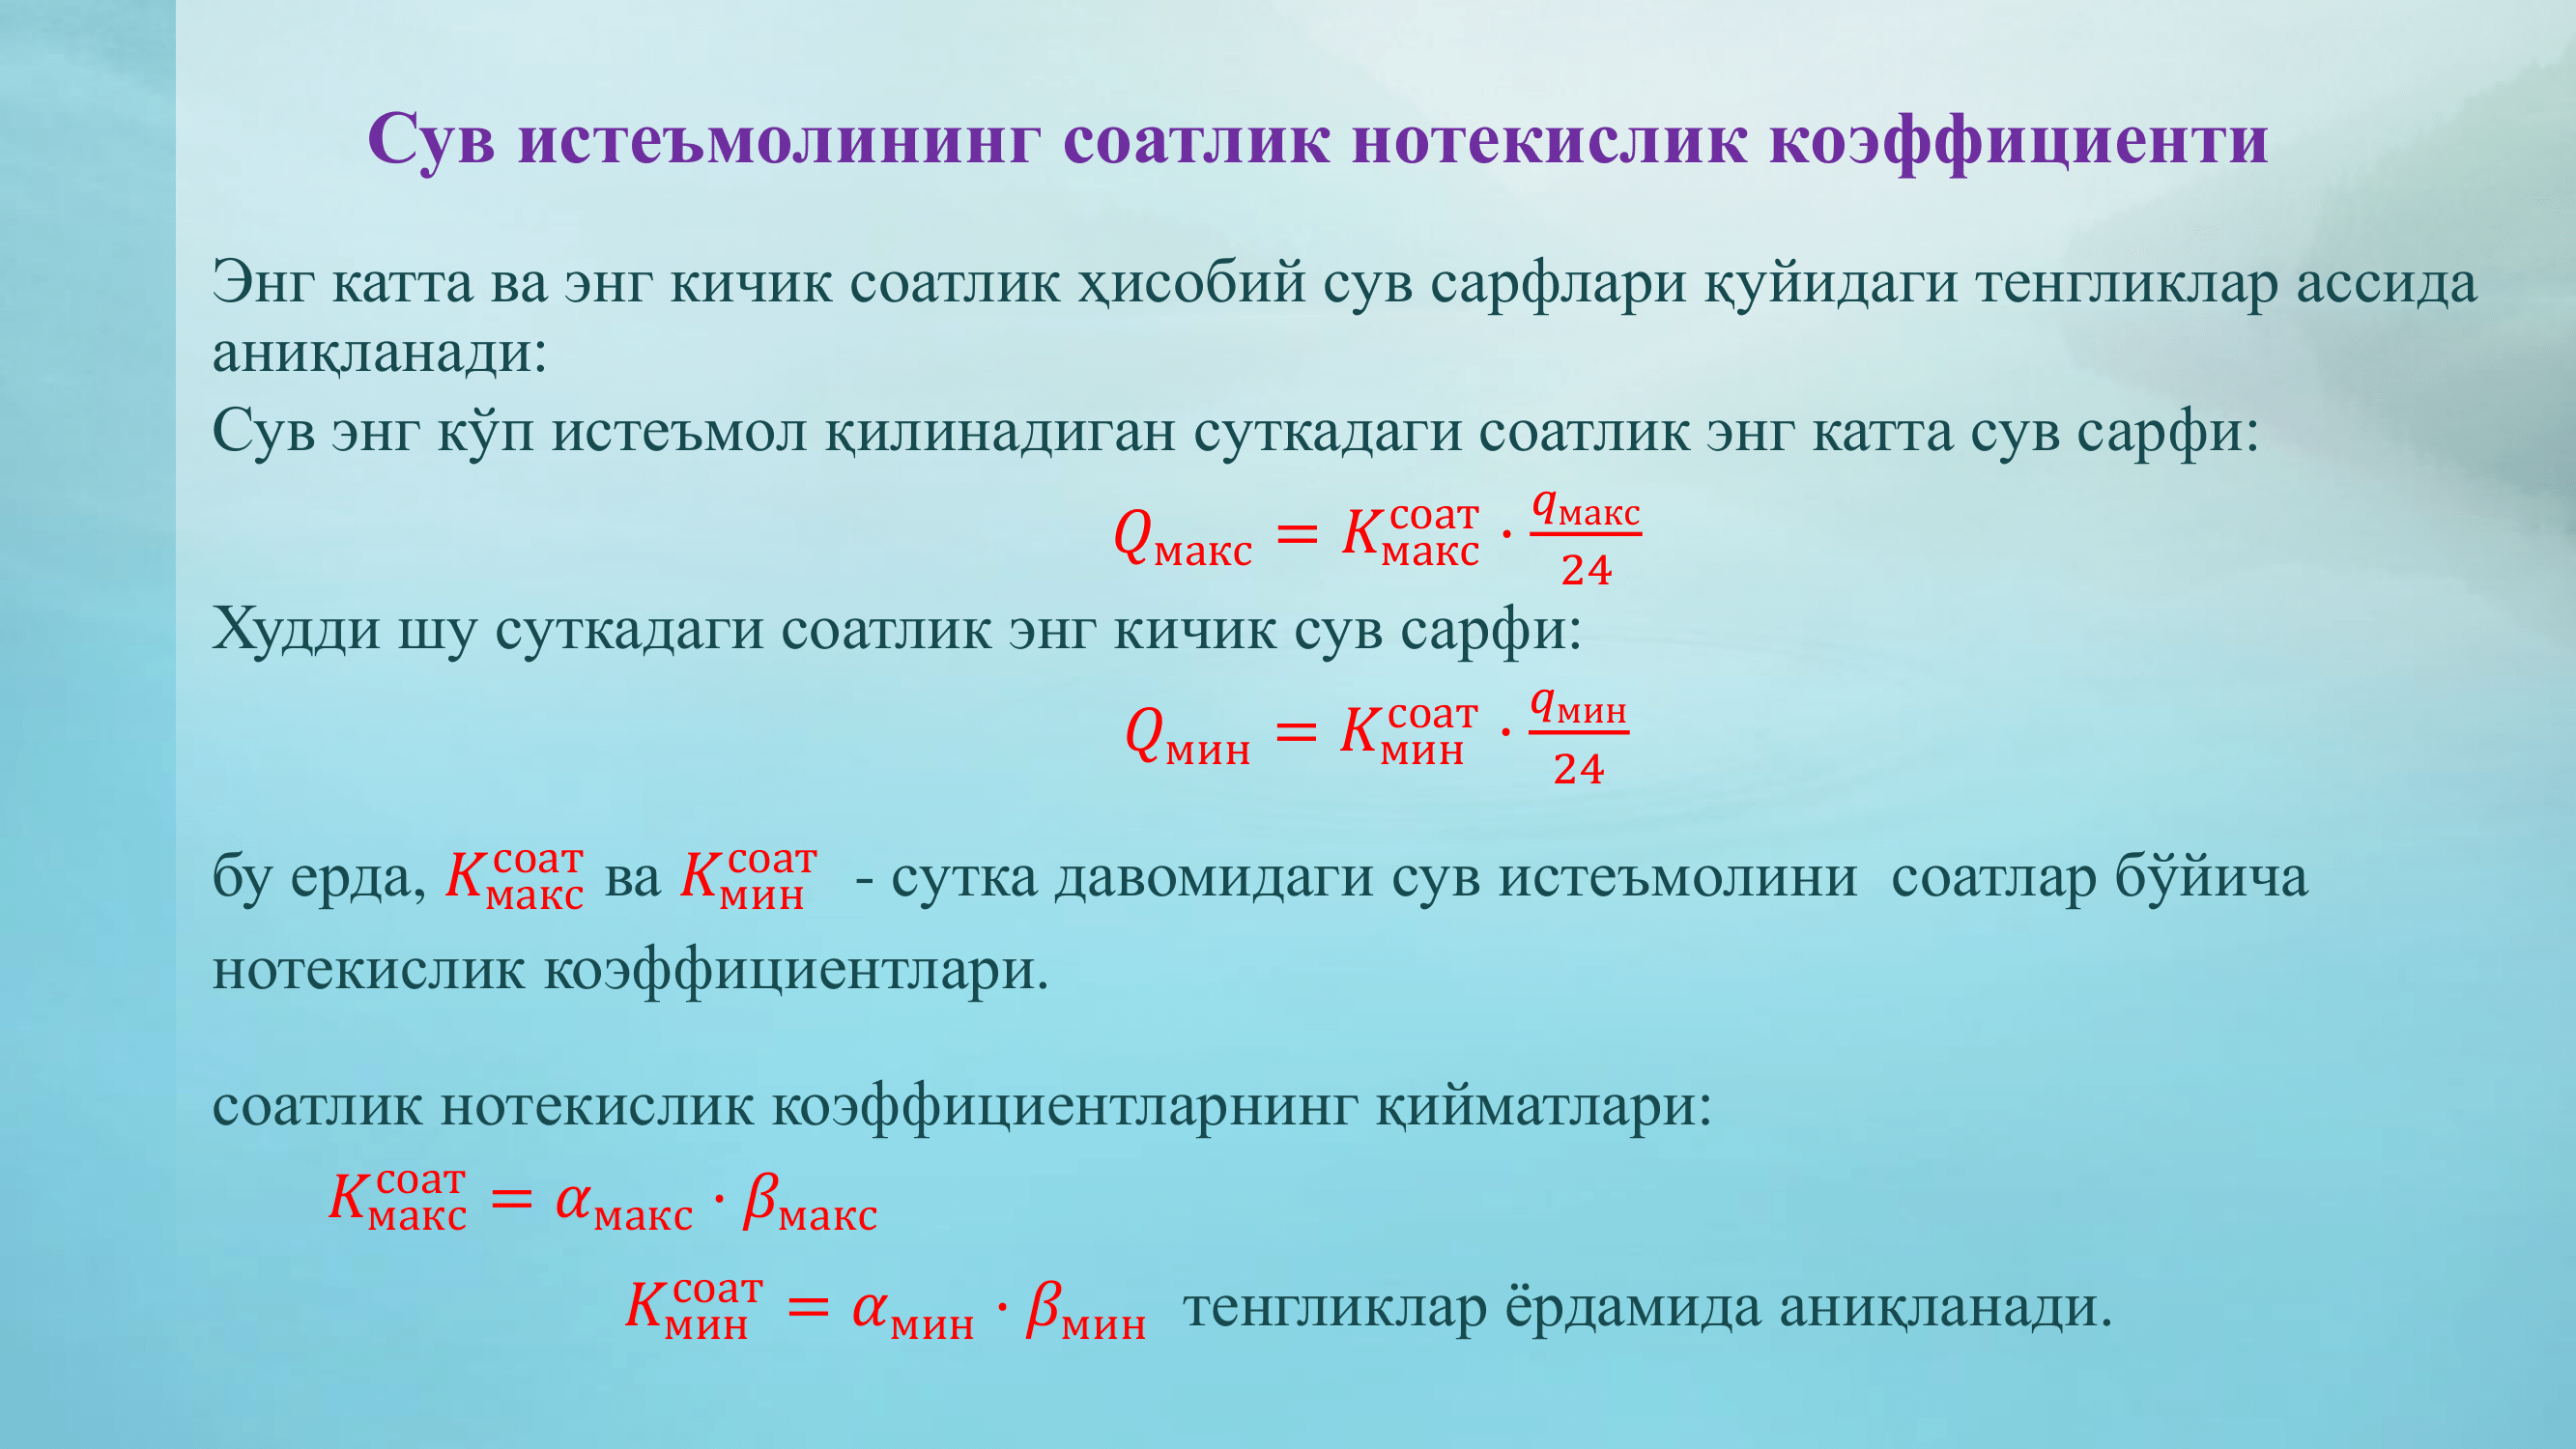 Сув истеъмолининг соатлик нотекислик коэффициенти
Энг катта ва энг кичик соатлик ҳисобий сув сарфлари қуйидаги тенгликлар ассида
аниқланади:
Сув энг кўп истеъмол қилинадиган суткадаги соатлик энг катта сув сарфи:
$Q_{макс} = K_{макс}^{соат} \cdot \frac{q_{макс}}{24}$
Худди шу суткадаги соатлик энг кичик сув сарфи:
$Q_{мин} = K_{мин}^{соат} \cdot \frac{q_{мин}}{24}$
бу ерда, $K_{макс}^{соат}$ ва $K_{мин}^{соат}$ - сутка давомидаги сув истеъмолини соатлар бўйича
нотекислик коэффициентлари.
соатлик нотекислик коэффициентларнинг қийматлари:
$K_{макс}^{соат} = \alpha_{макс} \cdot \beta_{макс}$
$K_{мин}^{соат} = \alpha_{мин} \cdot \beta_{мин}$ тенгликлар ёрдамида аниқланади.